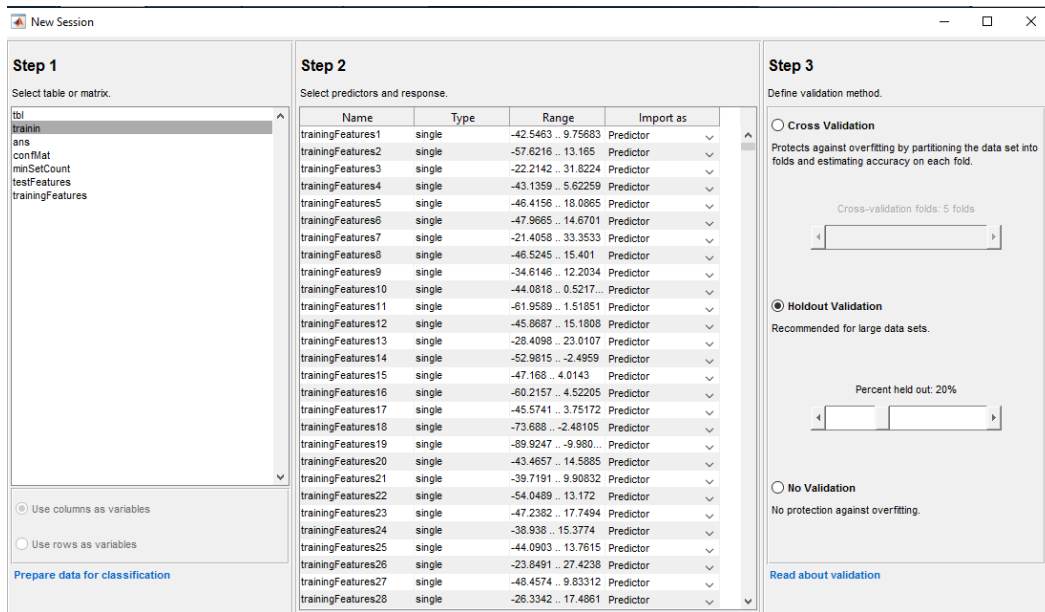 New Session
Step 1
Select table or matrix.
tbl
trainin
ans
confMat
minSetCount
testFeatures
trainingFeatures
Use columns as variables
Use rows as variables
Prepare data for classification
Step 2
Select predictors and response.
Name Type Range Import as
trainingFeatures1 single -42.5463 .. 9.75683 Predictor
trainingFeatures2 single -57.6216 .. 13.165 Predictor
trainingFeatures3 single -22.2142 .. 31.8224 Predictor
trainingFeatures4 single -43.1359 .. 5.62259 Predictor
trainingFeatures5 single -46.4156 .. 18.0865 Predictor
trainingFeatures6 single -47.9665 .. 14.6701 Predictor
trainingFeatures7 single -21.4058 .. 33.3533 Predictor
trainingFeatures8 single -46.5245 .. 15.401 Predictor
trainingFeatures9 single -34.6146 .. 12.2034 Predictor
trainingFeatures10 single -44.0818 .. 0.5217... Predictor
trainingFeatures11 single -61.9589 .. 1.51851 Predictor
trainingFeatures12 single -45.8687 .. 15.1808 Predictor
trainingFeatures13 single -28.4098 .. 23.0107 Predictor
trainingFeatures14 single -52.9815 .. -2.4959 Predictor
trainingFeatures15 single -47.168 .. 4.0143 Predictor
trainingFeatures16 single -60.2157 .. 4.52205 Predictor
trainingFeatures17 single -45.5741 .. 3.75172 Predictor
trainingFeatures18 single -73.688 .. -2.48105 Predictor
trainingFeatures19 single -89.9247 .. -9.980... Predictor
trainingFeatures20 single -43.4657 .. 14.5885 Predictor
trainingFeatures21 single -39.7191 .. 9.90832 Predictor
trainingFeatures22 single -54.0489 .. 13.172 Predictor
trainingFeatures23 single -47.2382 .. 17.7494 Predictor
trainingFeatures24 single -38.938 .. 15.3774 Predictor
trainingFeatures25 single -44.0903 .. 13.7615 Predictor
trainingFeatures26 single -23.8491 .. 27.4238 Predictor
trainingFeatures27 single -48.4574 .. 9.83312 Predictor
trainingFeatures28 single -26.3342 .. 17.4861 Predictor
Step 3
Define validation method.
Cross Validation
Protects against overfitting by partitioning the data set into
folds and estimating accuracy on each fold.
Cross-validation folds: 5 folds
Holdout Validation
Recommended for large data sets.
Percent held out: 20%
No Validation
No protection against overfitting.
Read about validation